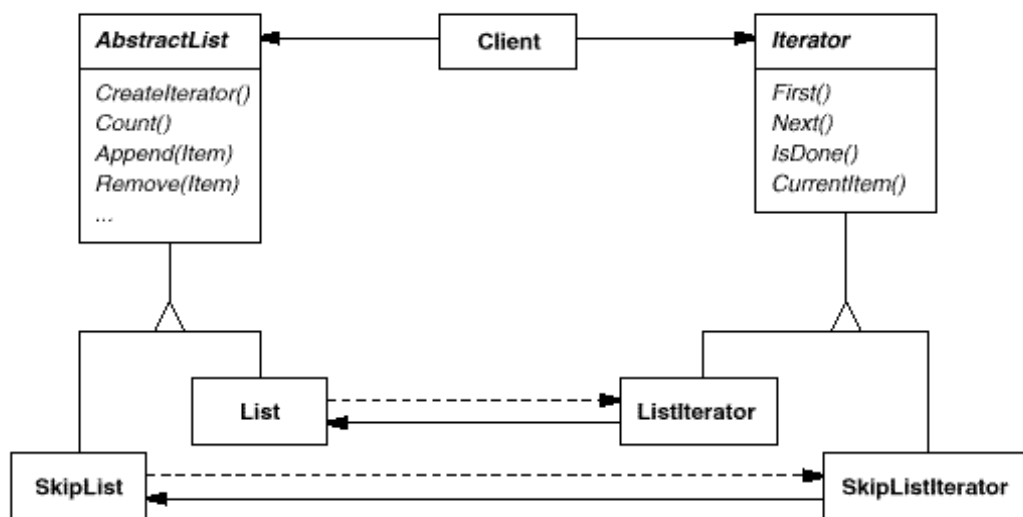 AbstractList
CreateIterator()
Count()
Append(Item)
Remove(Item)
...
Client
Iterator
First()
Next()
IsDone()
CurrentItem()
List
ListIterator
SkipList
SkipListIterator